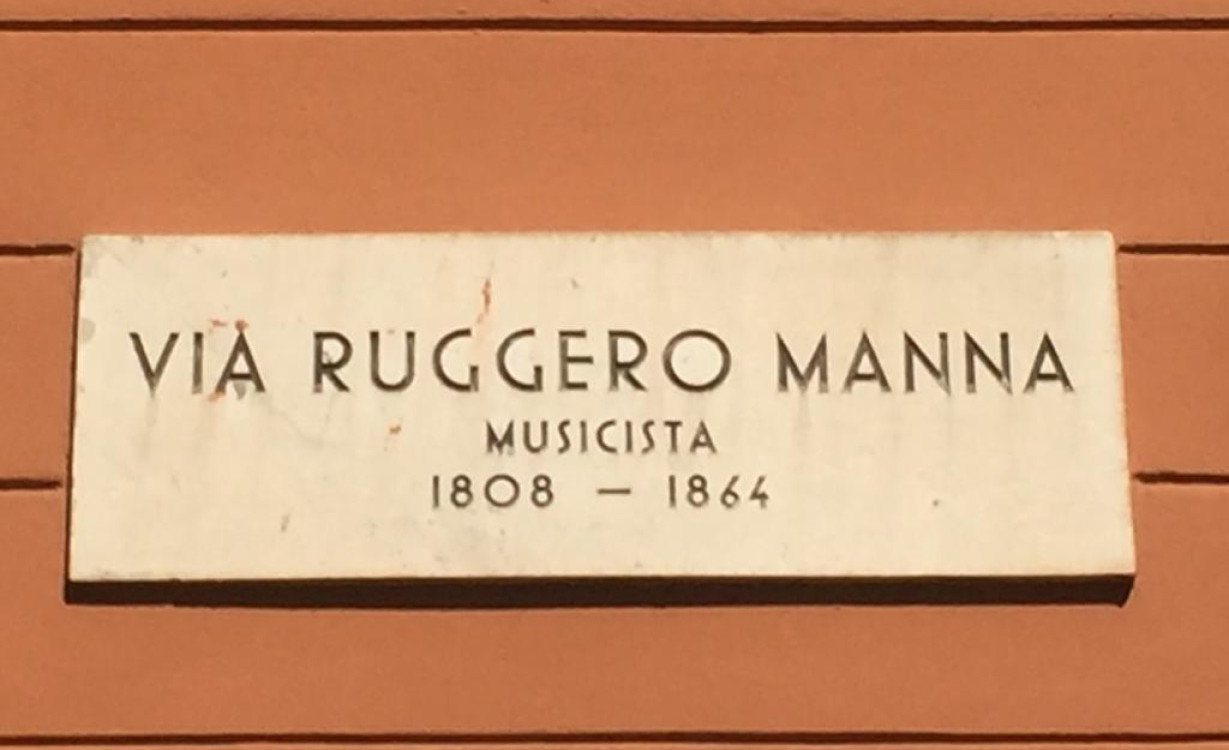 VIA RUGGERO MANNA
MUSICISTA
1808 — 1864